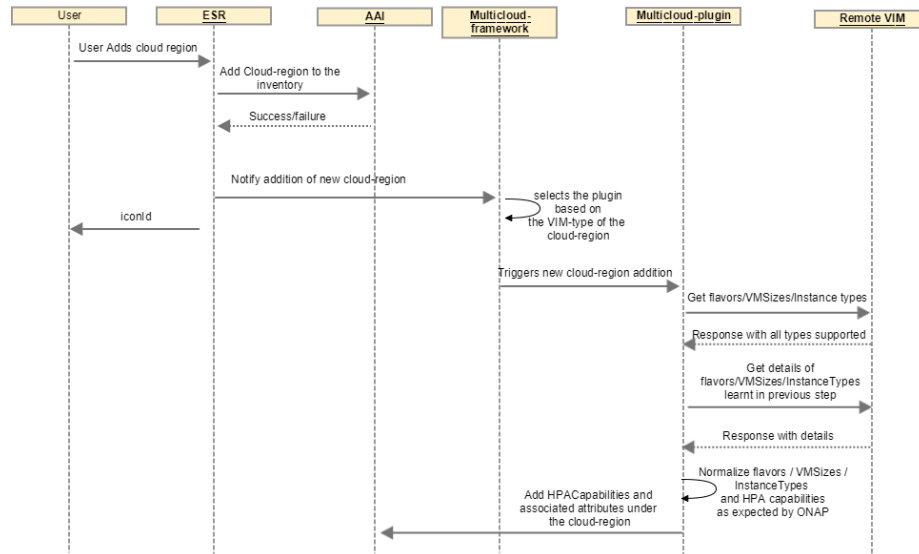 User
ESR
AAI
Multicloud-
framework
Multicloud-plugin
Remote VIM
User Adds cloud region
Add Cloud-region to the
inventory
Success/failure
Notify addition of new cloud-region
selects the plugin
based on
the VIM-type of the
cloud-region
iconId
Triggers new cloud-region addition
Get flavors/VMSizes/Instance types
Response with all types supported
Get details of
flavors/VMSizes/InstanceTypes
learnt in previous step
Response with details
Normalize flavors / VMSizes /
InstanceTypes
and HPA capabilities
as expected by ONAP
Add HPACapabilities and
associated attributes under
the cloud-region